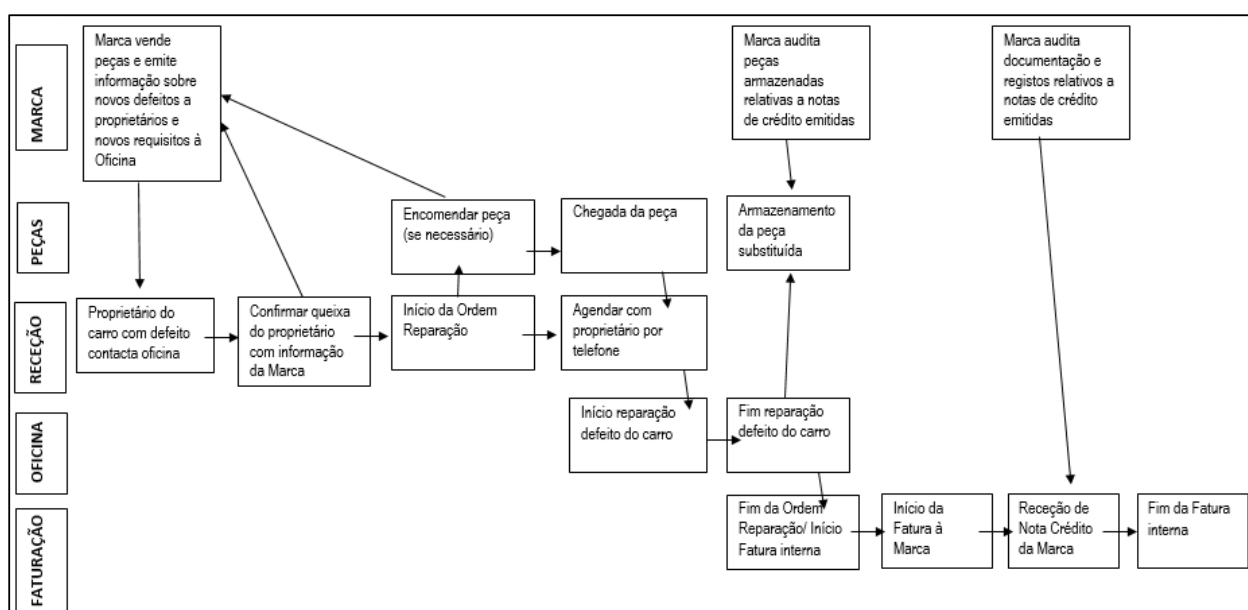 MARCA
Marca vende
peças e emite
informação sobre
novos defeitos a
proprietários e
novos requisitos à
Oficina
Marca audita
peças
armazenadas
relativas a notas
de crédito emitidas
Marca audita
documentação e
registos relativos a
notas de crédito
emitidas
PEÇAS
Encomendar peça
(se necessário)
Chegada da peça
Armazenamento
da peça
substituída
RECEÇÃO
Proprietário do
carro com defeito
contacta oficina
Confirmar queixa
do proprietário
com informação
da Marca
Início da Ordem
Reparação
Agendar com
proprietário por
telefone
OFICINA
Início reparação
defeito do carro
Fim reparação
defeito do carro
FATURAÇÃO
Fim da Ordem
Reparação/ Início
Fatura interna
Início da
Fatura à
Marca
Receção de
Nota Crédito
da Marca
Fim da Fatura
interna